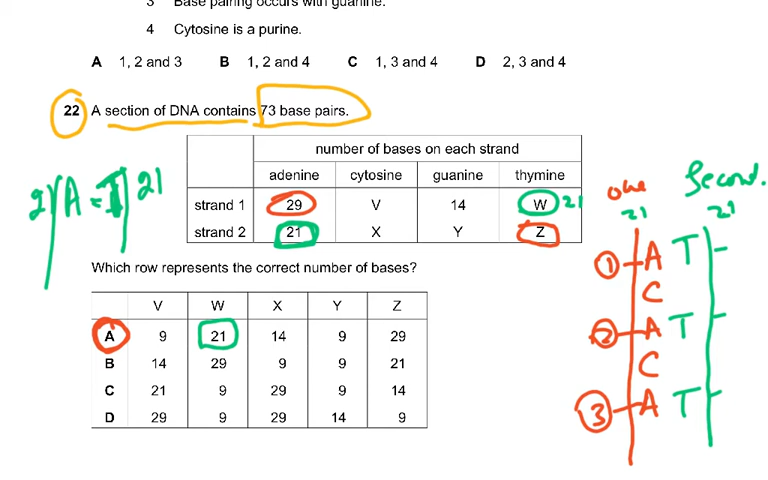 3 Base pairing occurs with guanine.
4 Cytosine is a purine.
A 1, 2 and 3 B 1, 2 and 4 C 1, 3 and 4 D 2, 3 and 4
22 A section of DNA contains 73 base pairs.
number of bases on each strand
adenine cytosine guanine thymine
strand 1 29 V 14 W 21
strand 2 21 X Y Z
21 A = T 21
one Second.
21 21
1 A T
C
2 A T
C
3 A T
Which row represents the correct number of bases?
V W X Y Z
A 9 21 14 9 29
B 14 29 9 9 21
C 21 9 29 9 14
D 29 9 29 14 9